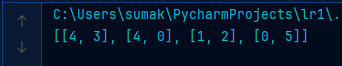 C:\Users\sumak\PycharmProjects\lr1\.
[[4, 3], [4, 0], [1, 2], [0, 5]]